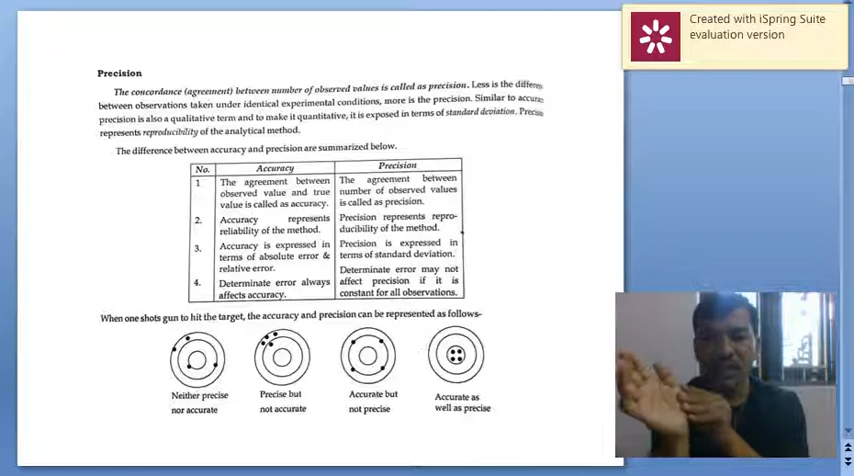 Created with iSpring Suite
evaluation version
Precision
The concordance (agreement) between number of observed values is called as precision. Less is the
between observations taken under identical experimental conditions, more is the precision. Similar to
precision is also a qualitative term and to make it quantitative, it is exposed in terms of standard deviation.
represents reproducibility of the analytical method.
The difference between accuracy and precision are summarized below.
No. Accuracy Precision
1 The agreement between observed value and true value is called as accuracy. The agreement between number of observed values is called as precision.
2. Accuracy represents reliability of the method. Precision represents repro-ducibility of the method.
3. Accuracy is expressed in terms of absolute error & relative error. Precision is expressed in terms of standard deviation.
4. Determinate error always affects accuracy. Determinate error may not affect precision if it is constant for all observations.
When one shots gun to hit the target, the accuracy and precision can be represented as follows-
Neither precise
nor accurate
Precise but
not accurate
Accurate but
not precise
Accurate as
well as precise